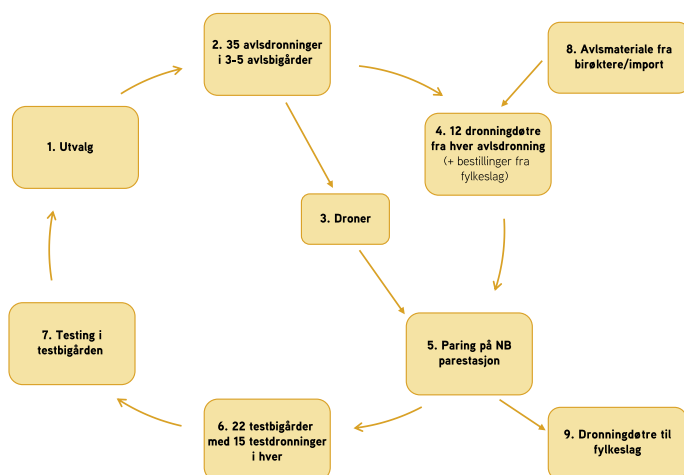 1. Utvalg
2. 35 avlsdronninger
i 3-5 avlsbigårder
3. Droner
4. 12 dronningdøtre
fra hver avlsdronning
(+ bestillinger fra
fylkeslag)
5. Paring på NB
parestasjon
6. 22 testbigårder
med 15 testdronninger
i hver
7. Testing i
testbigården
8. Avlsmateriale fra
birøktere/import
9. Dronningdøtre til
fylkeslag